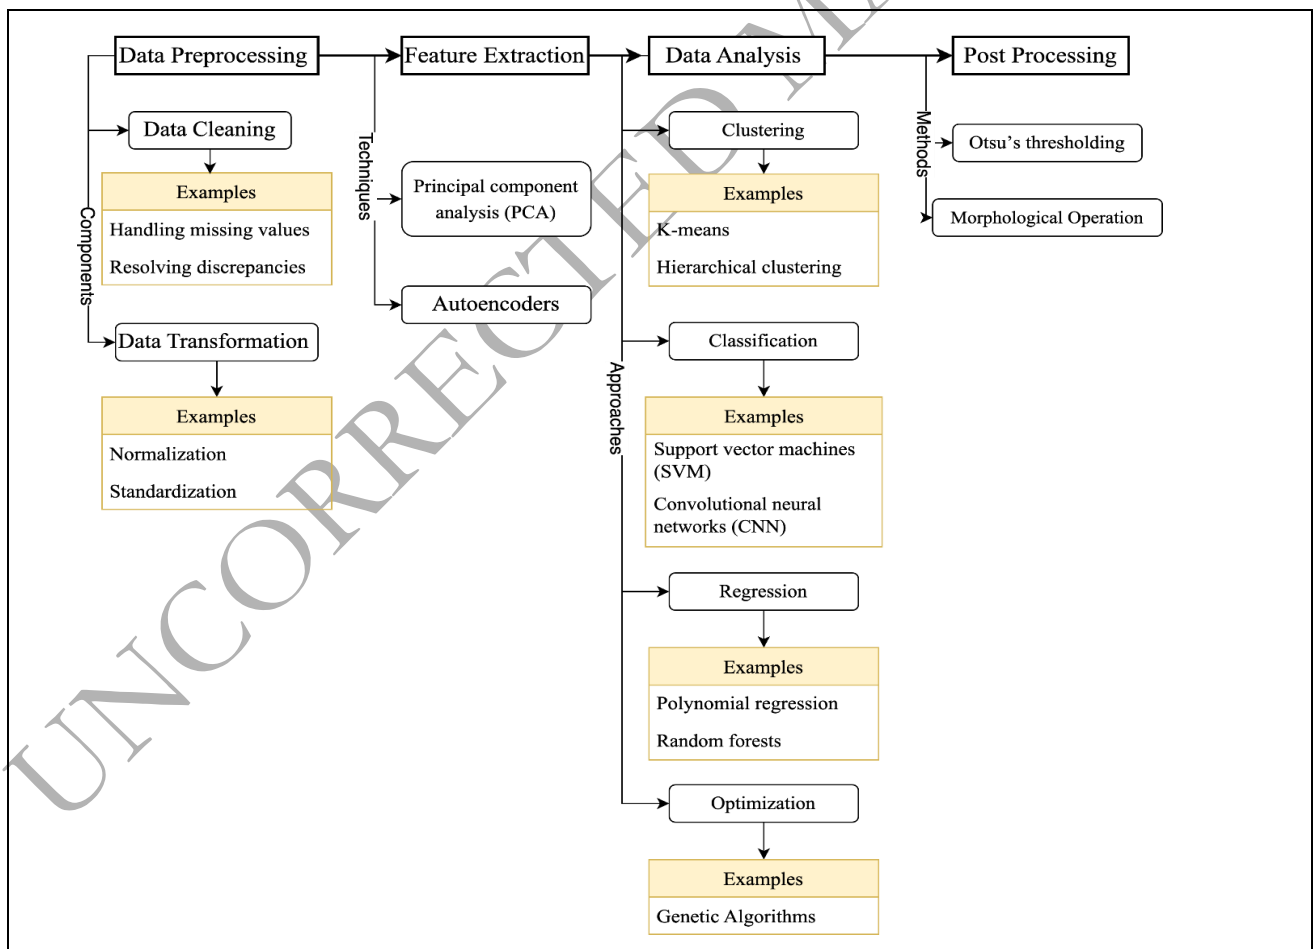 Data Preprocessing
Feature Extraction
Data Analysis
Post Processing
Components
Data Cleaning
Examples
Handling missing values
Resolving discrepancies
Data Transformation
Examples
Normalization
Standardization
Techniques
Principal component
analysis (PCA)
Autoencoders
Approaches
Clustering
Examples
K-means
Hierarchical clustering
Classification
Examples
Support vector machines
(SVM)
Convolutional neural
networks (CNN)
Regression
Examples
Polynomial regression
Random forests
Optimization
Examples
Genetic Algorithms
Methods
Otsu’s thresholding
Morphological Operation
UNCORRECTED